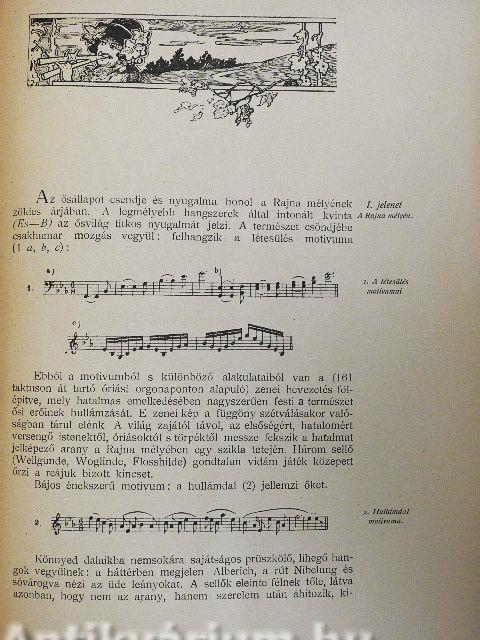 Az ősállapot csendje és nyugalma honol a Rajna mélyének
zöldes árjában. A legmélyebb hangszerek által intonált kvinta
(Es—B) az ősvilág titkos nyugalmát jelzi. A természet csöndjébe
csakhamar mozgás vegyül: felhangzik a létesülés motivuma
(1 a, b, c):
I. jelenet
A Rajna mélyén.
a)
b)
1.
1. A létesülés
motivumai
c)
Ebből a motivumból s különböző alakulataiból van a (161
taktuson át tartó óriási orgonaponton alapuló) zenei bevezetés föl-
építve, mely hatalmas emelkedésében nagyszerűen festi a természet
ősi erőinek hullámzását. E zenei kép a függöny szétválásakor való-
ságban tárul elénk. A világ zajától távol, az elsőségért, hatalomért
versengő istenektől, óriásoktól s törpéktől messze fekszik a hatalmat
jelképező arany a Rajna mélyében egy szikla tetején. Három sellő
(Wellgunde, Woglinde, Flosshilde) gondtalan vidám játék közepett
őrzi a reájuk bizott kincset.
Bájos énekszerű motivum: a hullámdal (2) jellemzi őket.
2.
2. Hullámdal
motivuma.
Könnyed dalaikba nemsokára sajátságos prüszkölő, lihegő han-
gok vegyülnek: a háttérben megjelen Alberich, a rút Nibelung és
sóvárogva nézi az üde leányokat. A sellők eleinte félnek tőle, látva
azonban, hogy nem az arany, hanem szerelem után áhítozik, ki-